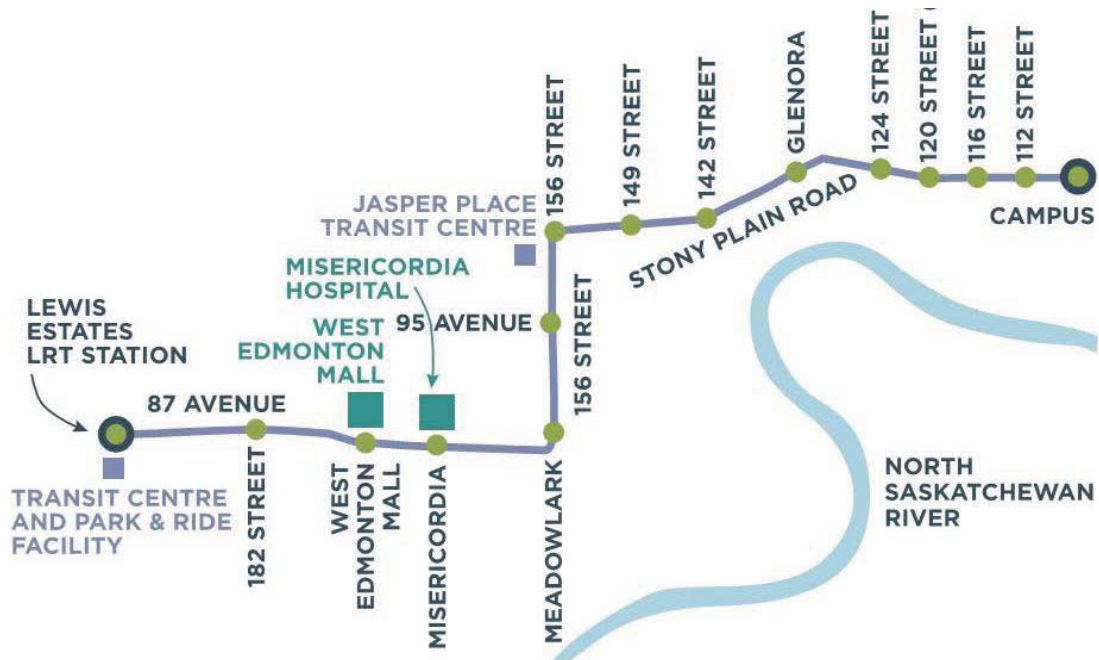 156 STREET
149 STREET
142 STREET
GLENORA
124 STREET
120 STREET
116 STREET
112 STREET
CAMPUS
STONY PLAIN ROAD
JASPER PLACE
TRANSIT CENTRE
MISERICORDIA
HOSPITAL
WEST
EDMONTON
MALL
95 AVENUE
156 STREET
LEWIS
ESTATES
LRT STATION
87 AVENUE
TRANSIT CENTRE
AND PARK & RIDE
FACILITY
182 STREET
WEST
EDMONTON
MALL
MISERICORDIA
MEADOWLARK
NORTH
SASKATCHEWAN
RIVER